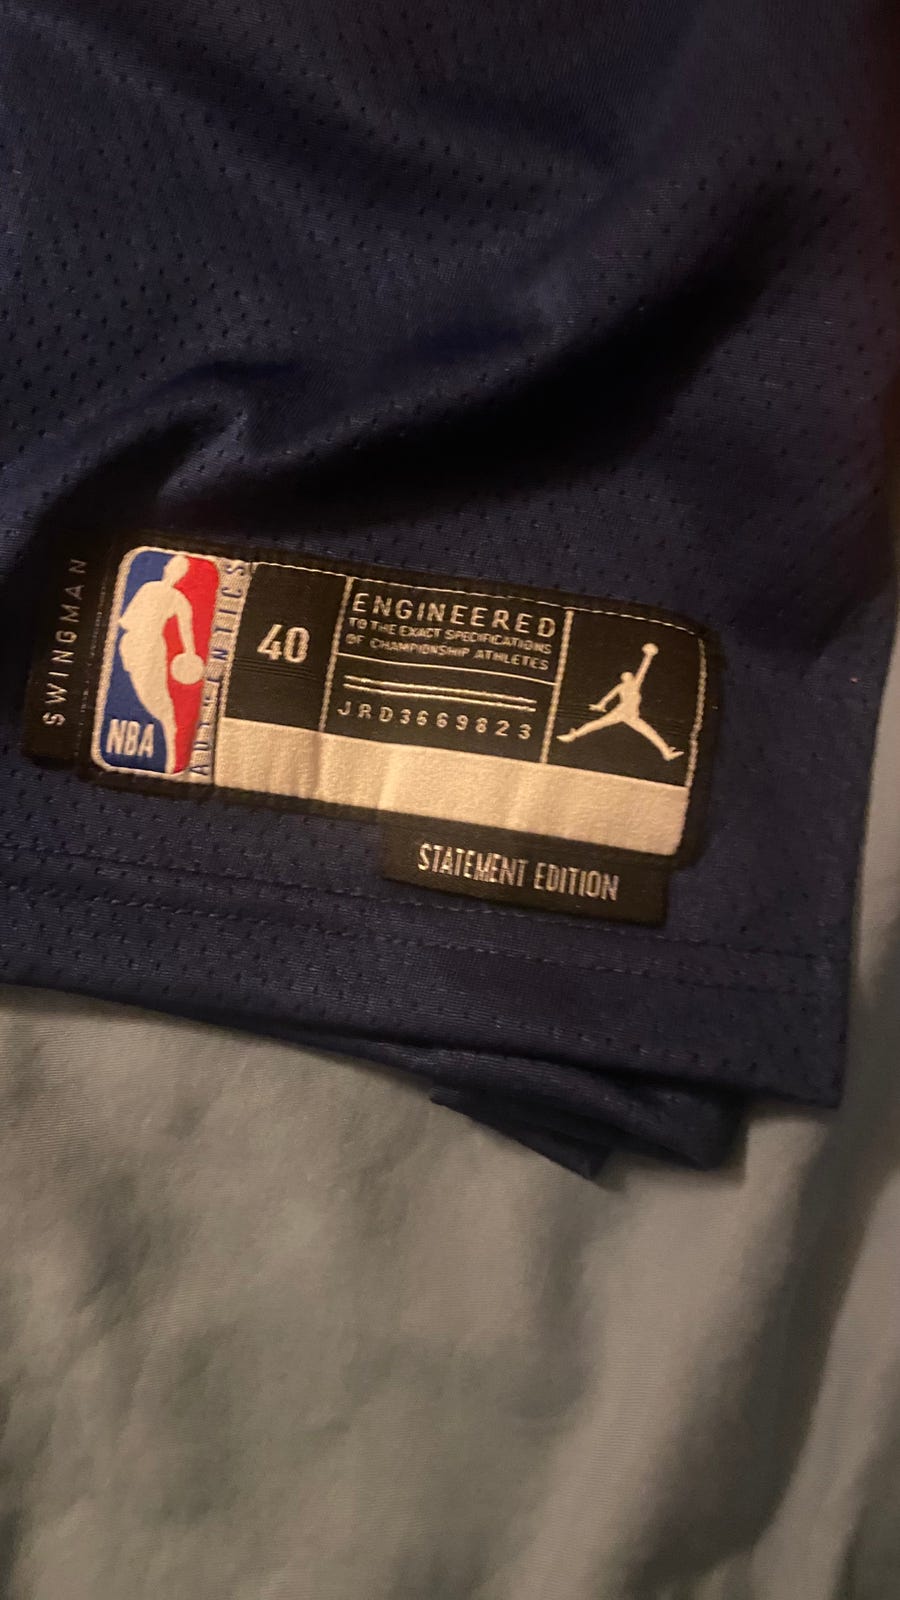 SWINGMAN
NBA
AUTHENTICS
40
ENGINEERED
TO THE EXACT SPECIFICATIONS
OF CHAMPIONSHIP ATHLETES
JRD3669823
STATEMENT EDITION